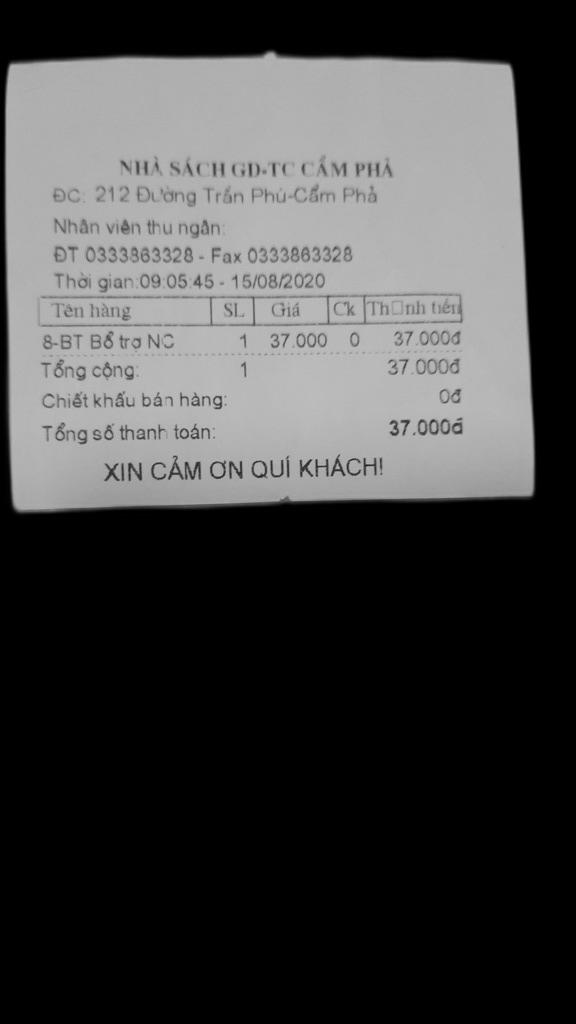 NHÀ SÁCH GD-TC CẨM PHẢ
ĐC: 212 Đường Trần Phú-Cẩm Phả
Nhân viên thu ngân:
ĐT 0333863328 - Fax 0333863328
Thời gian:09:05:45 - 15/08/2020
Tên hàng SL Giá Ck Th□nh tiền
8-BT Bổ trợ NC 1 37.000 0 37.000đ
Tổng cộng: 1 37.000đ
Chiết khấu bán hàng: 0đ
Tổng số thanh toán: 37.000đ
XIN CẢM ƠN QUÍ KHÁCH!